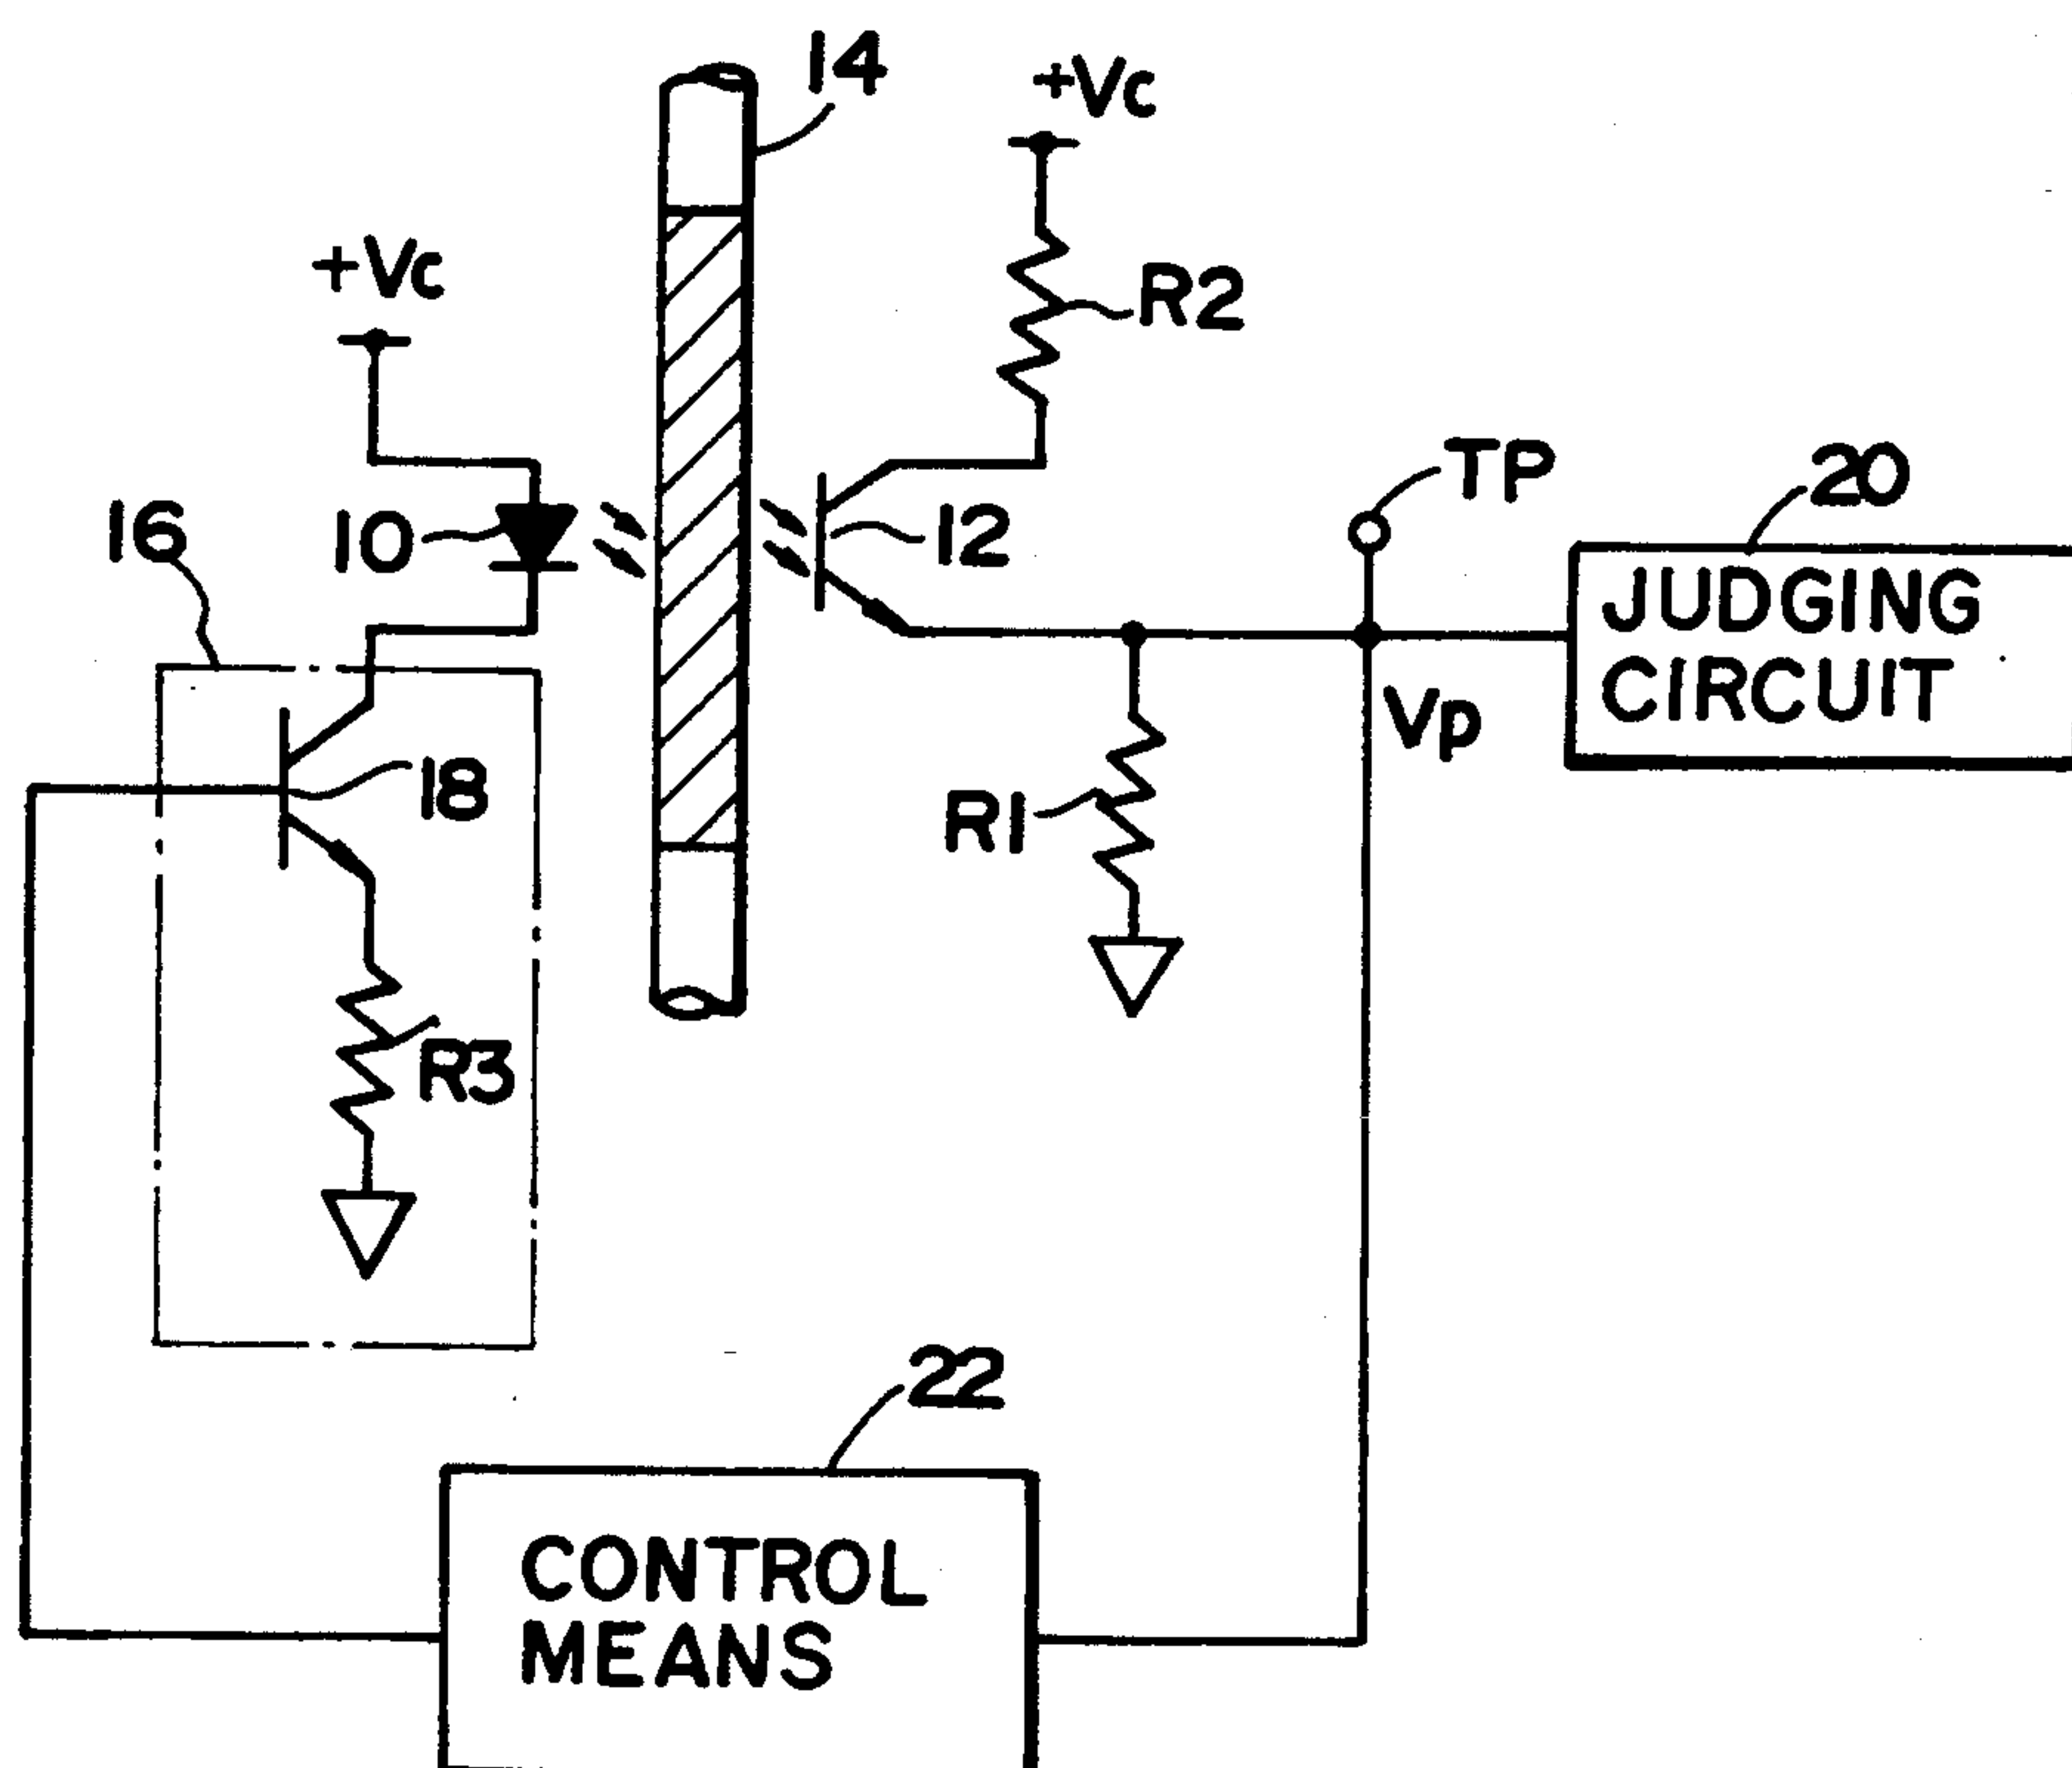 14
+Vc
+Vc
R2
TP
20
16
10
12
JUDGING
CIRCUIT
Vp
18
R1
R3
22
CONTROL
MEANS